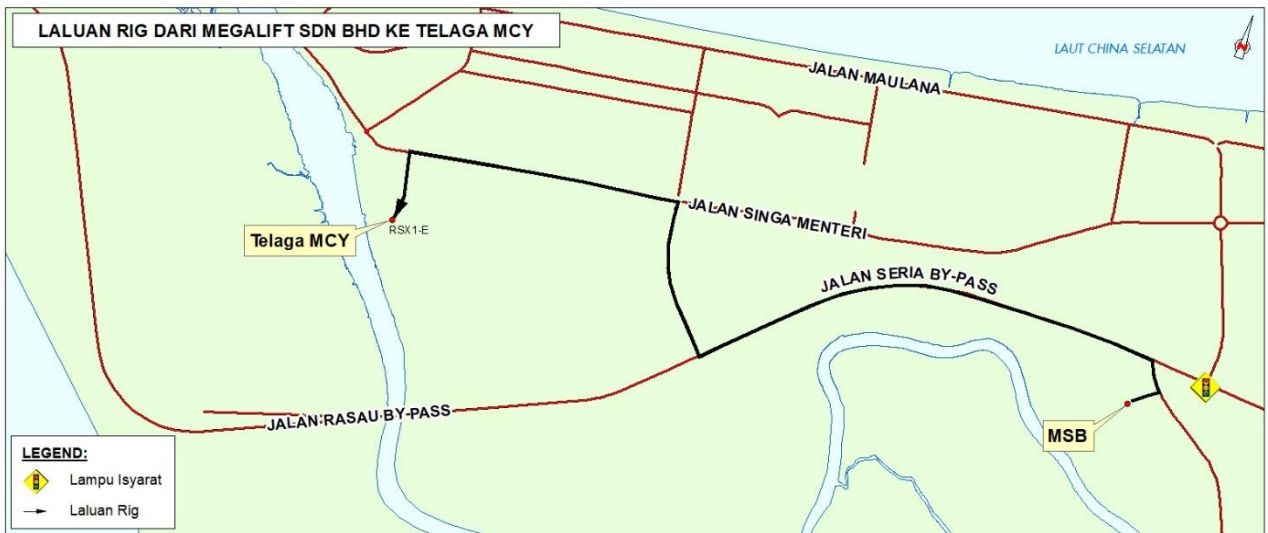 LALUAN RIG DARI MEGALIFT SDN BHD KE TELAGA MCY
LAUT CHINA SELATAN
N
JALAN MAULANA
JALAN SINGA MENTERI
Telaga MCY
RSX1-E
JALAN SERIA BY-PASS
JALAN RASAU BY-PASS
MSB
LEGEND:
Lampu Isyarat
Laluan Rig